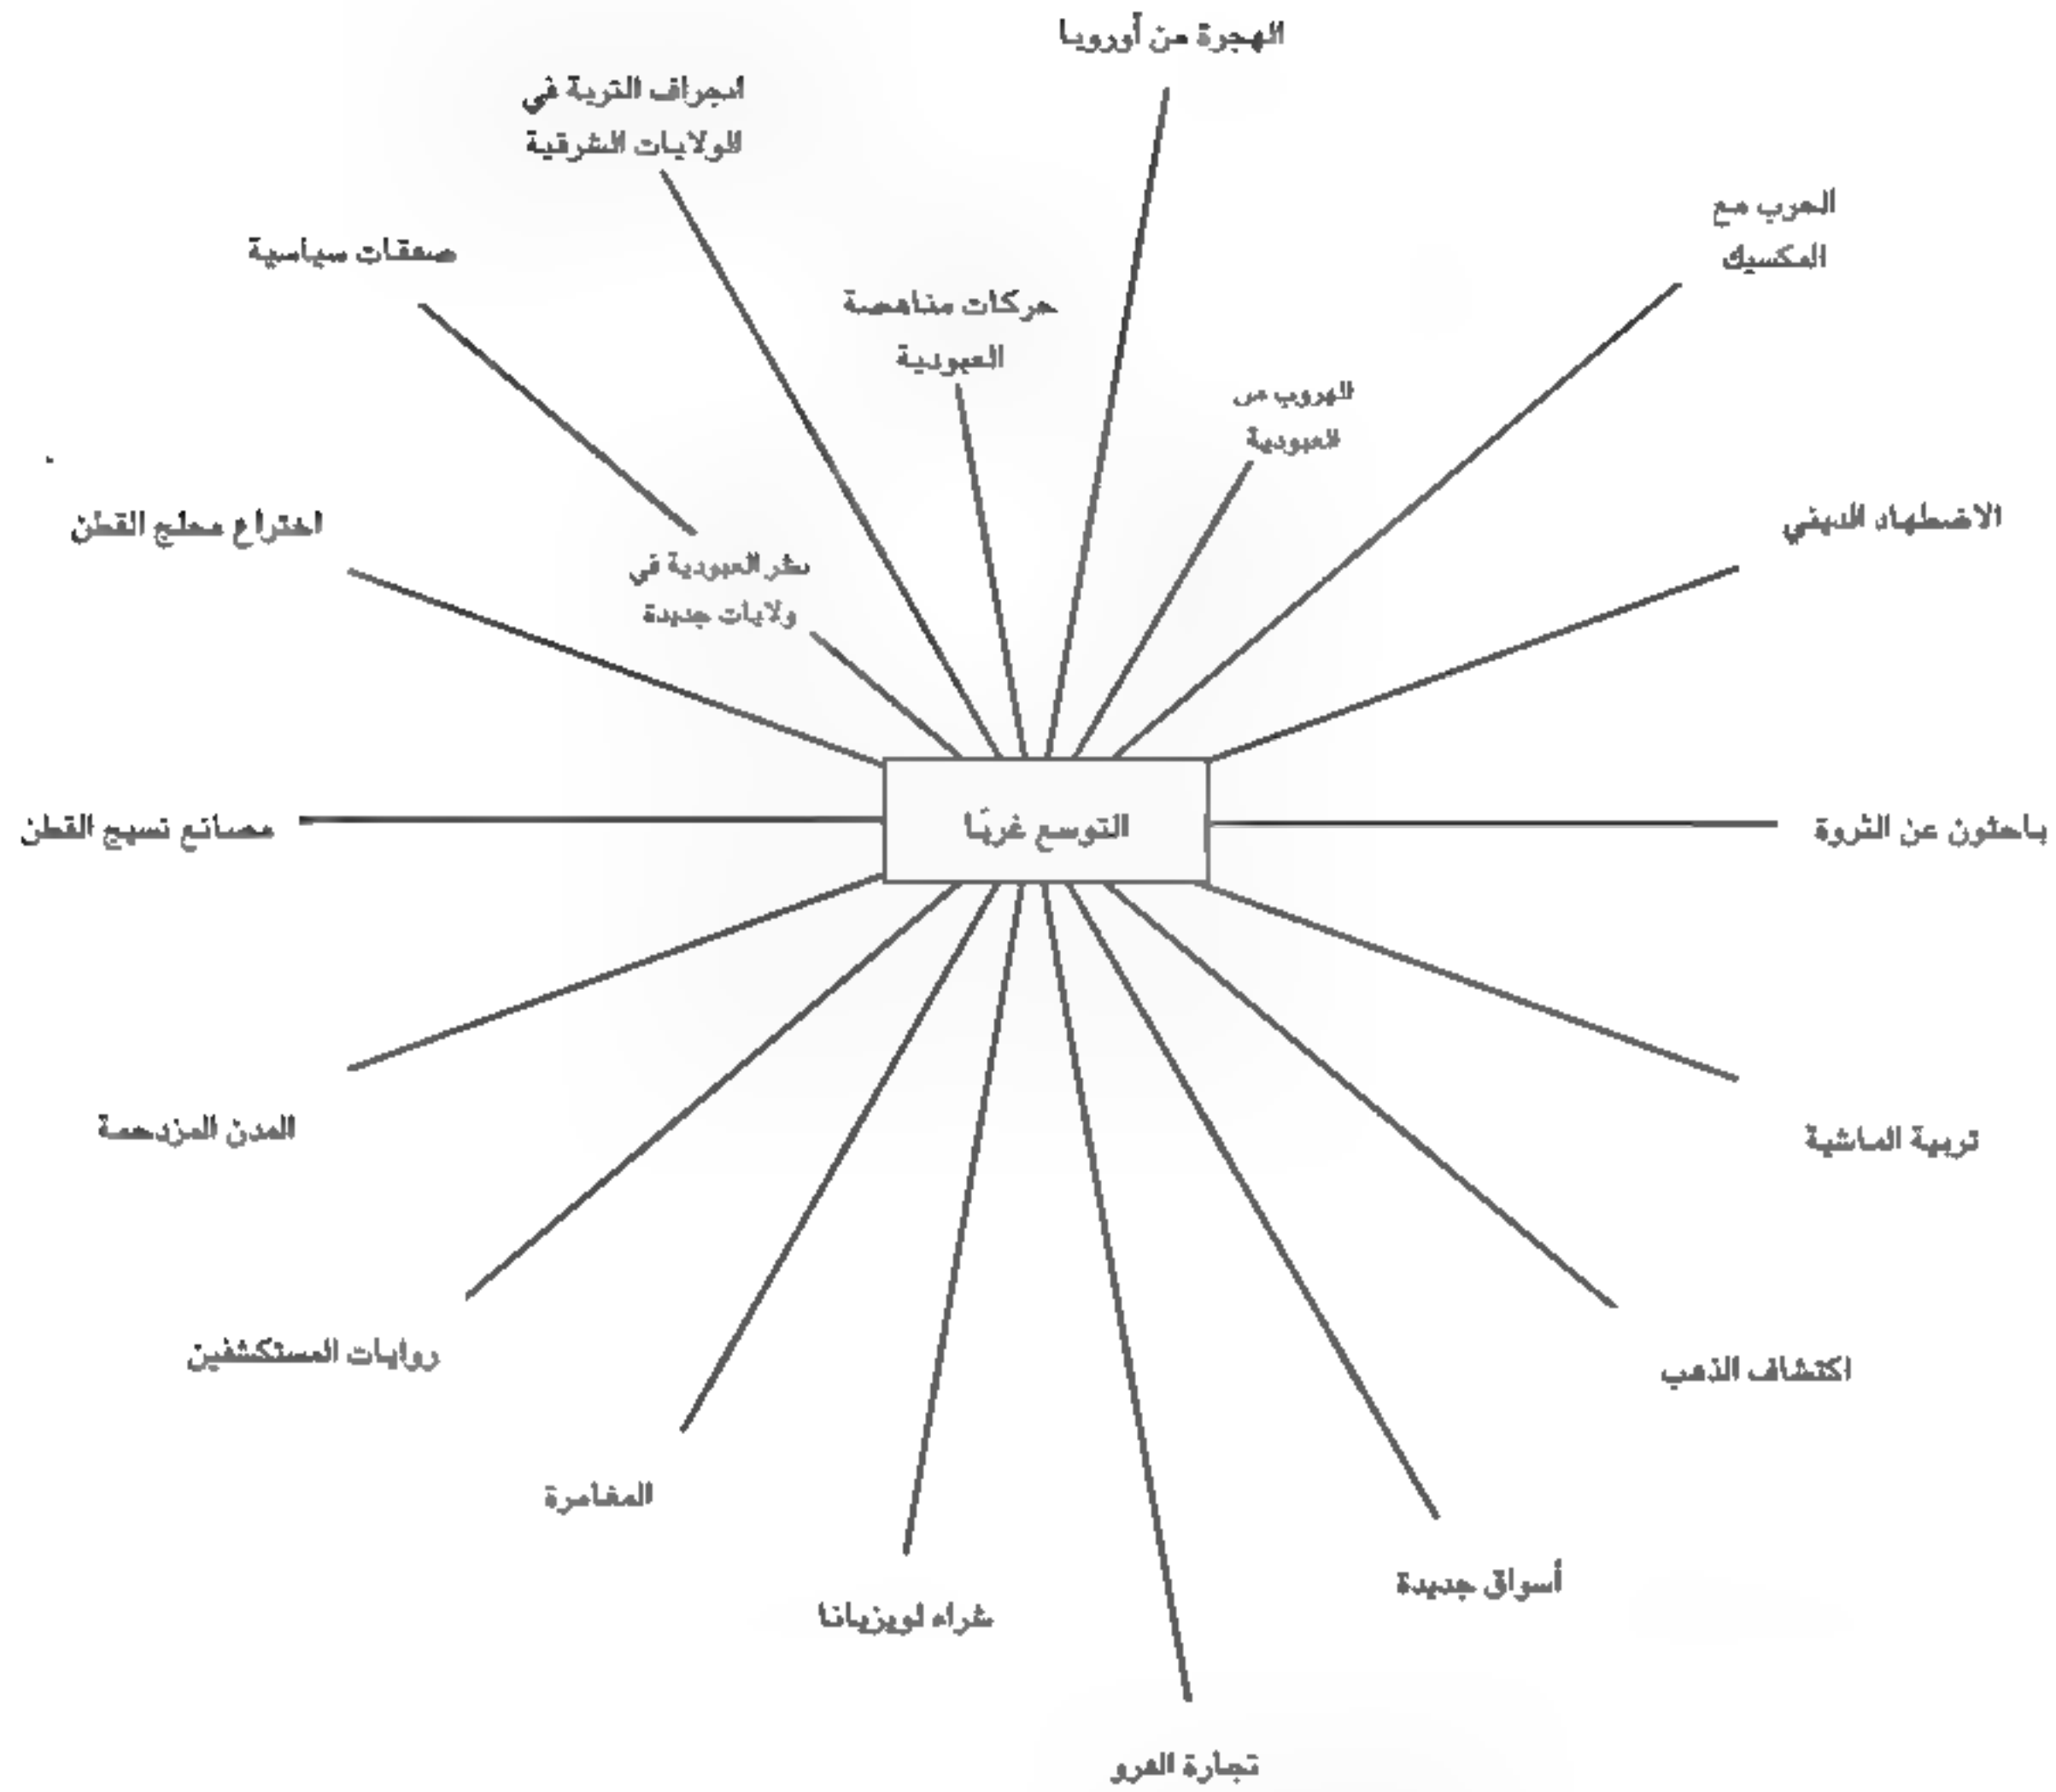 الهجرة من أوروبا
انجراف التربة في
الولايات الشرقية
الحرب مع
المكسيك
صفقات سياسية
حركات مناهضة
العبودية
الهروب من
العبودية
الاضطهاد الديني
اختراع محلج القطن
حظر العبودية في
ولايات جديدة
باحثون عن الثروة
التوسع غربًا
مصانع نسيج القطن
تربية الماشية
المدن المزدحمة
اكتشاف الذهب
روايات المستكشفين
المغامرة
أسواق جديدة
شراء لويزيانا
تجارة الفرو